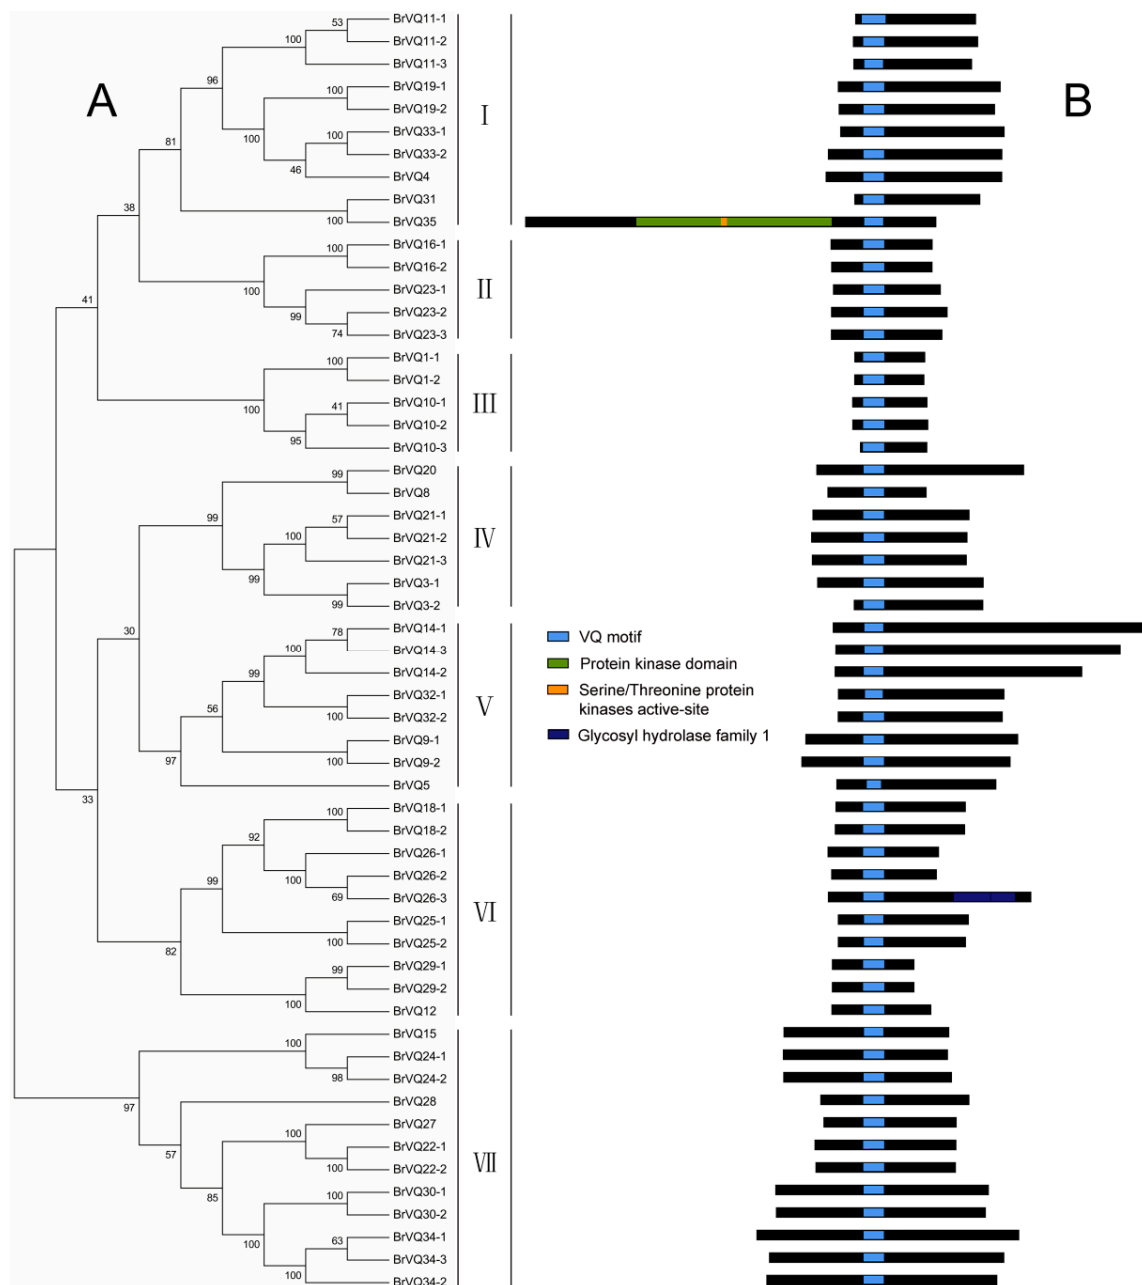 A
B
BrVQ11-1
BrVQ11-2
BrVQ11-3
BrVQ19-1
BrVQ19-2
BrVQ33-1
BrVQ33-2
BrVQ4
BrVQ31
BrVQ35
BrVQ16-1
BrVQ16-2
BrVQ23-1
BrVQ23-2
BrVQ23-3
BrVQ1-1
BrVQ1-2
BrVQ10-1
BrVQ10-2
BrVQ10-3
BrVQ20
BrVQ8
BrVQ21-1
BrVQ21-2
BrVQ21-3
BrVQ3-1
BrVQ3-2
BrVQ14-1
BrVQ14-3
BrVQ14-2
BrVQ32-1
BrVQ32-2
BrVQ9-1
BrVQ9-2
BrVQ5
BrVQ18-1
BrVQ18-2
BrVQ26-1
BrVQ26-2
BrVQ26-3
BrVQ25-1
BrVQ25-2
BrVQ29-1
BrVQ29-2
BrVQ12
BrVQ15
BrVQ24-1
BrVQ24-2
BrVQ28
BrVQ27
BrVQ22-1
BrVQ22-2
BrVQ30-1
BrVQ30-2
BrVQ34-1
BrVQ34-3
BrVQ34-2
53
100
96
100
100
100
46
81
100
38
100
100
99
74
41
100
100
41
95
99
99
57
100
99
99
30
78
100
99
56
100
100
97
33
100
92
100
69
99
100
82
99
100
100
98
97
57
100
100
85
100
100
63
100
I
II
III
IV
V
VI
VII
VQ motif
Protein kinase domain
Serine/Threonine protein
kinases active-site
Glycosyl hydrolase family 1